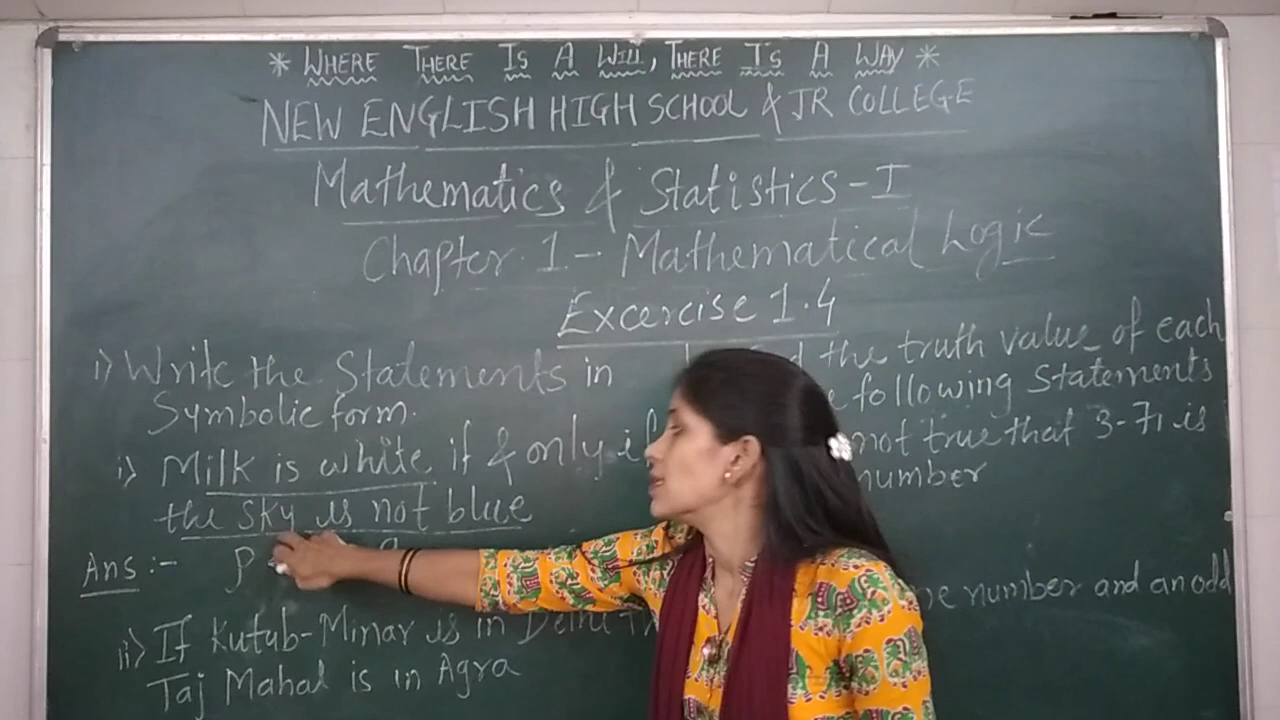 * WHERE THERE IS A WILL, THERE IS A WAY *
NEW ENGLISH HIGH SCHOOL & JR COLLEGE
Mathematics & Statistics-I
Chapter 1- Mathematical Logic
Excercise 1.4
1) Write the Statements in
Symbolic form.
i) Milk is white if & only if
the sky is not blue
Ans :- p
ii) If Kutub-Minar is in Delhi
Taj Mahal is in Agra
the truth value of each
following Statements
not true that 3-7i is
number
number and an odd